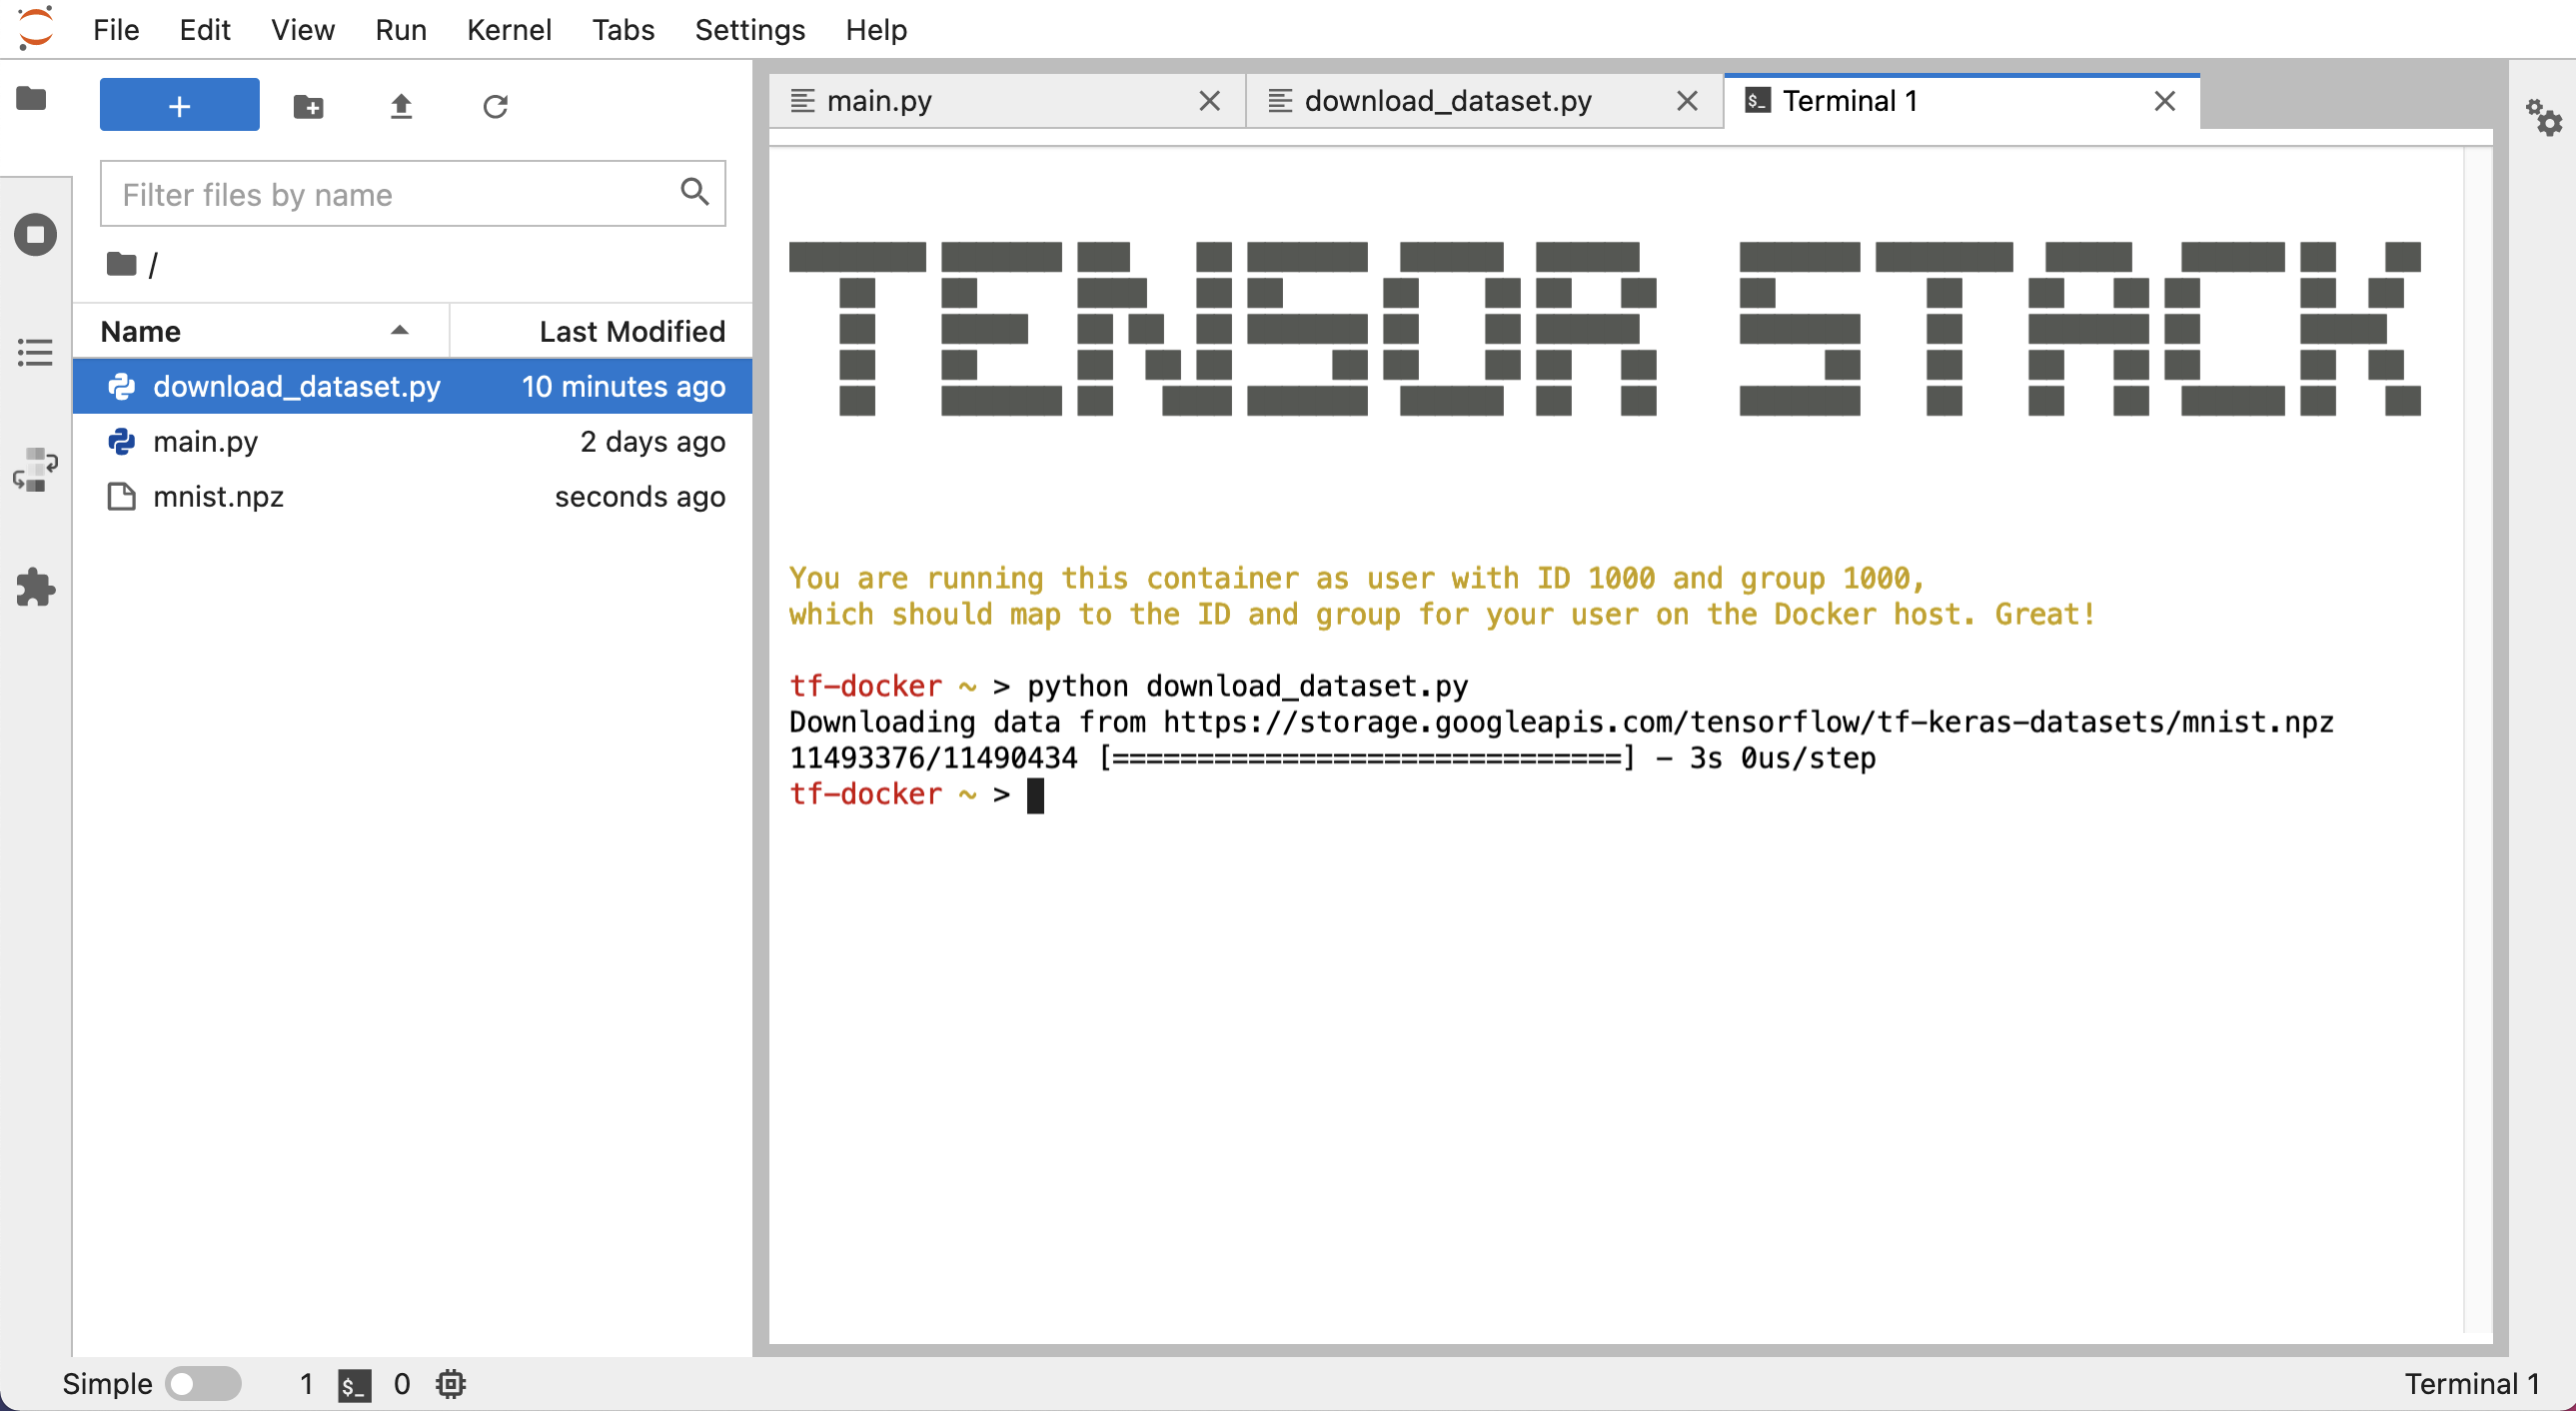 File Edit View Run Kernel Tabs Settings Help
+
Filter files by name
/
Name Last Modified
download_dataset.py 10 minutes ago
main.py 2 days ago
mnist.npz seconds ago
main.py download_dataset.py $_ Terminal 1
TENSOR STACK
You are running this container as user with ID 1000 and group 1000,
which should map to the ID and group for your user on the Docker host. Great!
tf-docker ~ > python download_dataset.py
Downloading data from https://storage.googleapis.com/tensorflow/tf-keras-datasets/mnist.npz
11493376/11490434 [==============================] - 3s 0us/step
tf-docker ~ >
Simple 1 $_ 0 Terminal 1